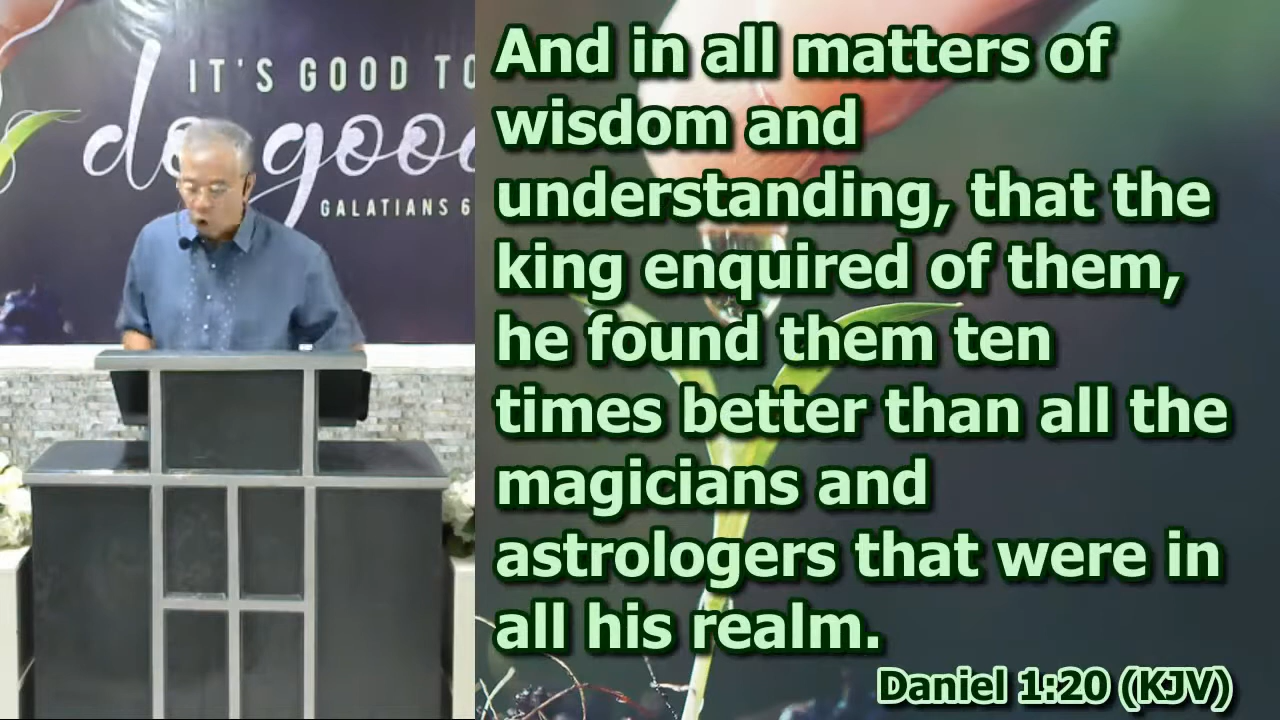 IT'S GOOD TO
do good
GALATIANS 6
And in all matters of
wisdom and
understanding, that the
king enquired of them,
he found them ten
times better than all the
magicians and
astrologers that were in
all his realm.
Daniel 1:20 (KJV)